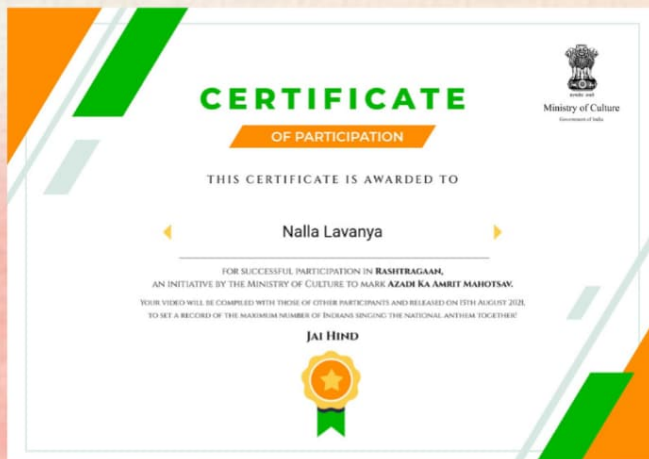 CERTIFICATE
OF PARTICIPATION
Ministry of Culture
Government of India
THIS CERTIFICATE IS AWARDED TO
Nalla Lavanya
FOR SUCCESSFUL PARTICIPATION IN RASHTRAGAAN,
AN INITIATIVE BY THE MINISTRY OF CULTURE TO MARK AZADI KA AMRIT MAHOTSAV.
YOUR VIDEO WILL BE COMPILED WITH THOSE OF OTHER PARTICIPANTS AND RELEASED ON 15TH AUGUST 2021,
TO SET A RECORD OF THE MAXIMUM NUMBER OF INDIANS SINGING THE NATIONAL ANTHEM TOGETHER!
JAI HIND